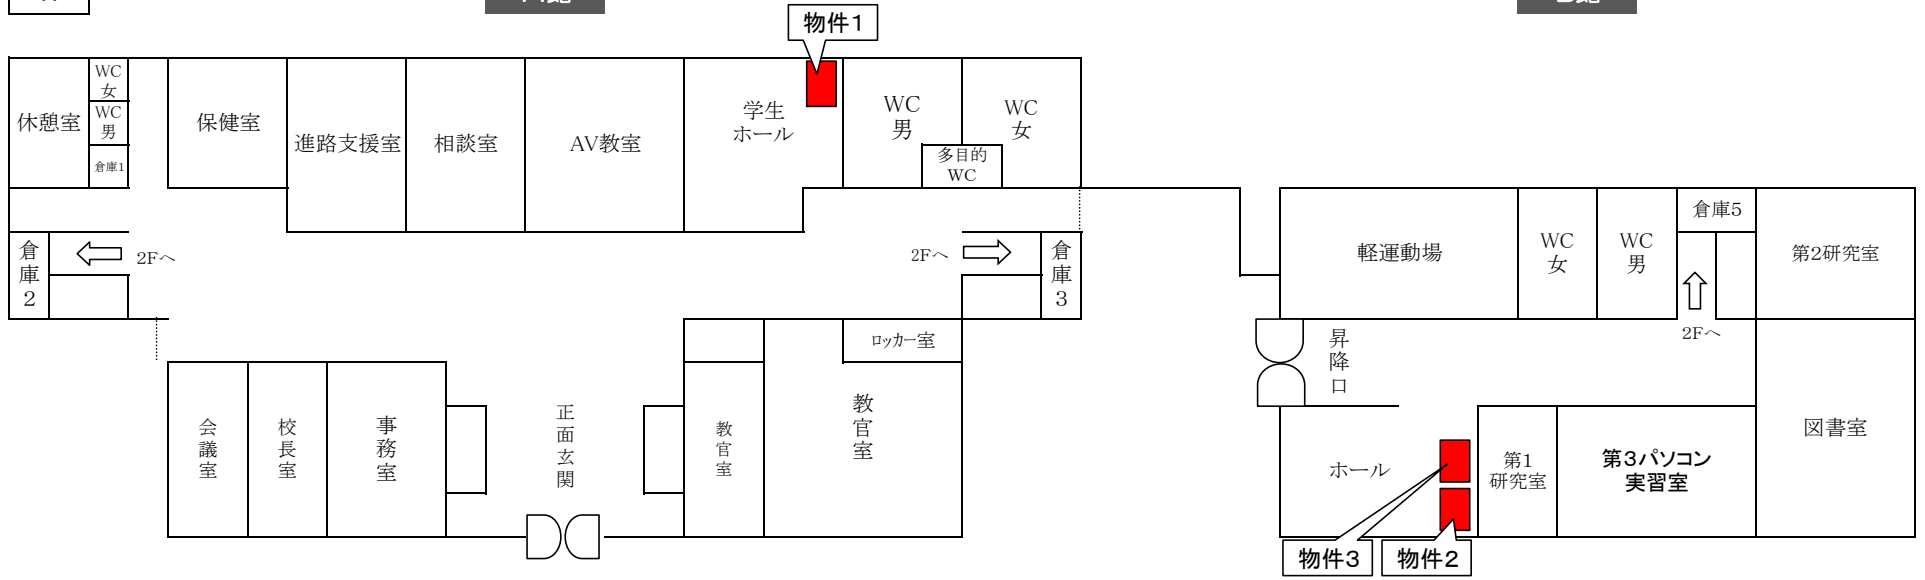 物件1
WC
女
WC
男
倉庫1
休憩室
保健室
進路支援室
相談室
AV教室
学生
ホール
WC
男
WC
女
多目的
WC
倉庫2
2Fへ
2Fへ
倉庫3
軽運動場
WC
女
WC
男
倉庫5
第2研究室
2Fへ
ロッカー室
昇降口
会議室
校長室
事務室
正面玄関
教官室
教官室
ホール
第1
研究室
第3パソコン
実習室
図書室
物件3
物件2